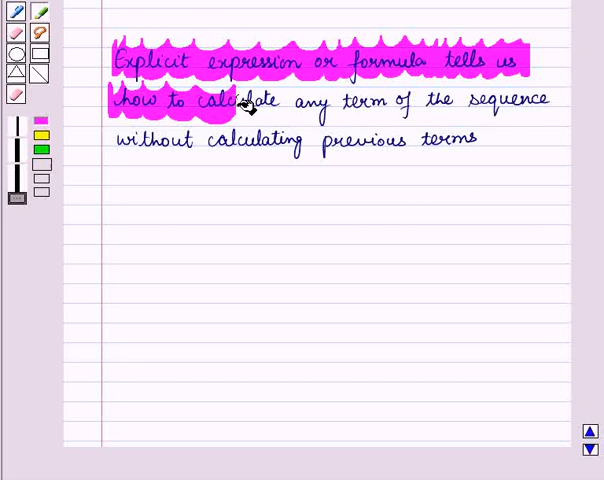 Explicit expression or formula tells us
how to calculate any term of the sequence
without calculating previous terms